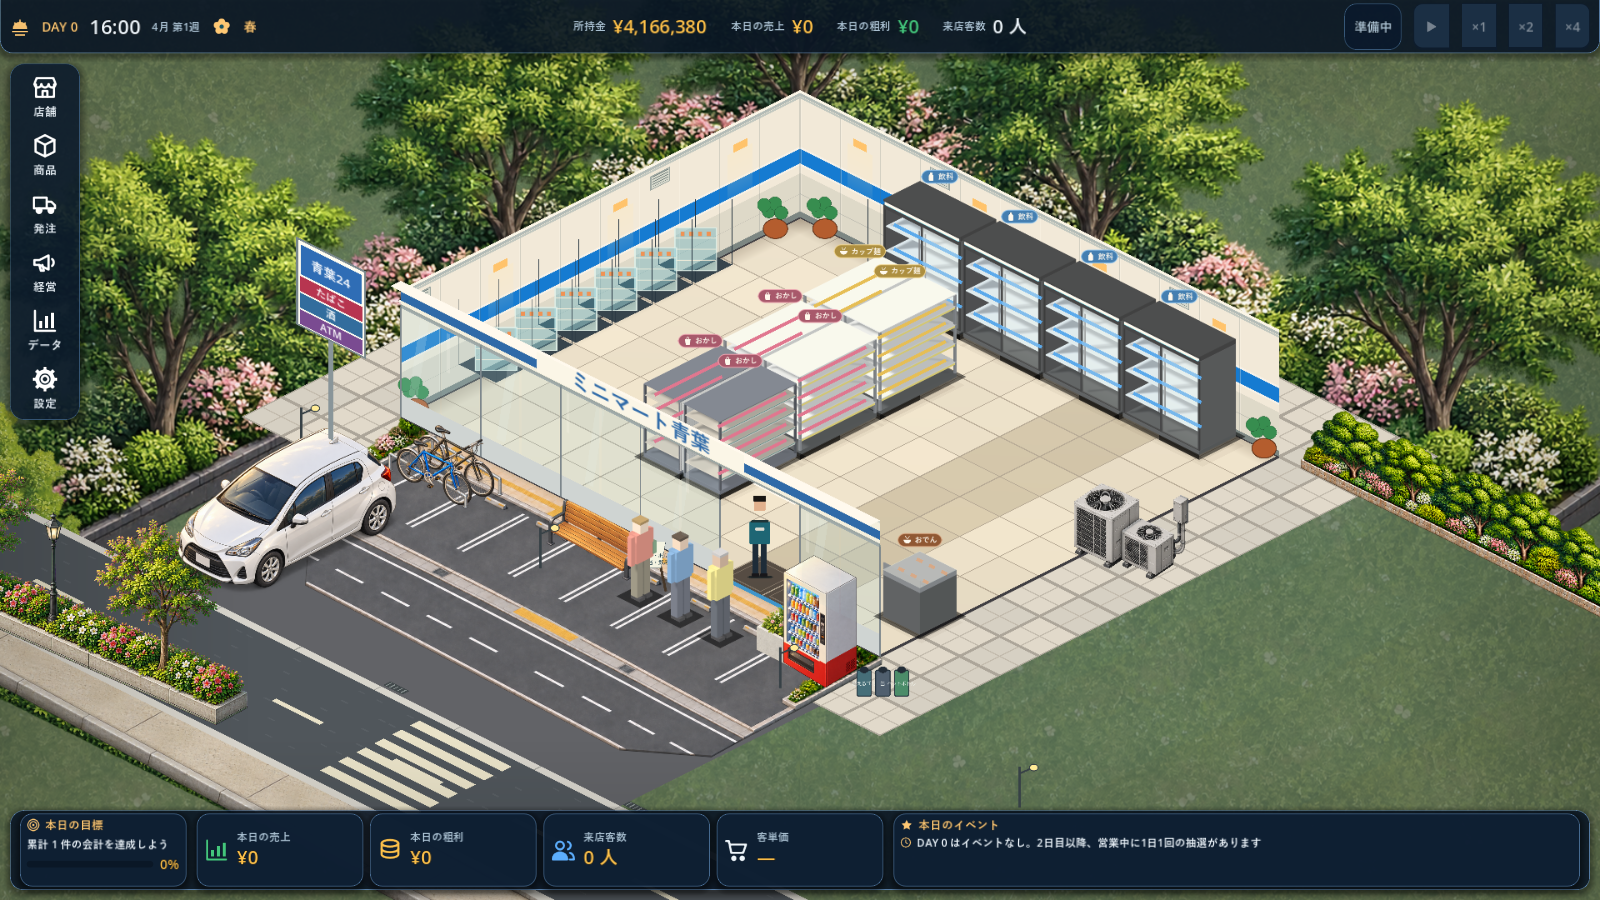 DAY 0 16:00 4月 第1週 春
所持金 ¥4,166,380 本日の売上 ¥0 本日の粗利 ¥0 来店客数 0 人
準備中 ×1 ×2 ×4
店舗
商品
発注
経営
データ
設定
飲料
飲料
飲料
飲料
カップ麺
カップ麺
おかし
おかし
おかし
おかし
青葉24
たばこ
酒
ATM
ミニマート青葉
おでん
本日の目標
累計 1 件の会計を達成しよう
0%
本日の売上
¥0
本日の粗利
¥0
来店客数
0 人
客単価
—
本日のイベント
DAY 0 はイベントなし。2日目以降、営業中に1日1回の抽選があります